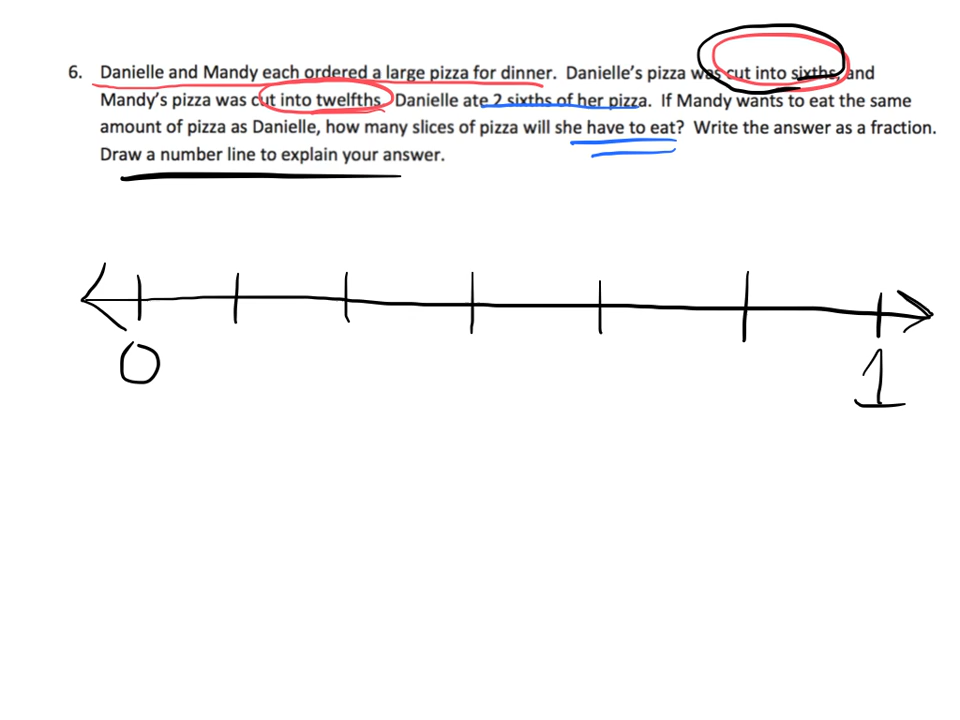 6. Danielle and Mandy each ordered a large pizza for dinner. Danielle's pizza was cut into sixths, and
Mandy's pizza was cut into twelfths. Danielle ate 2 sixths of her pizza. If Mandy wants to eat the same
amount of pizza as Danielle, how many slices of pizza will she have to eat? Write the answer as a fraction.
Draw a number line to explain your answer.
0 1